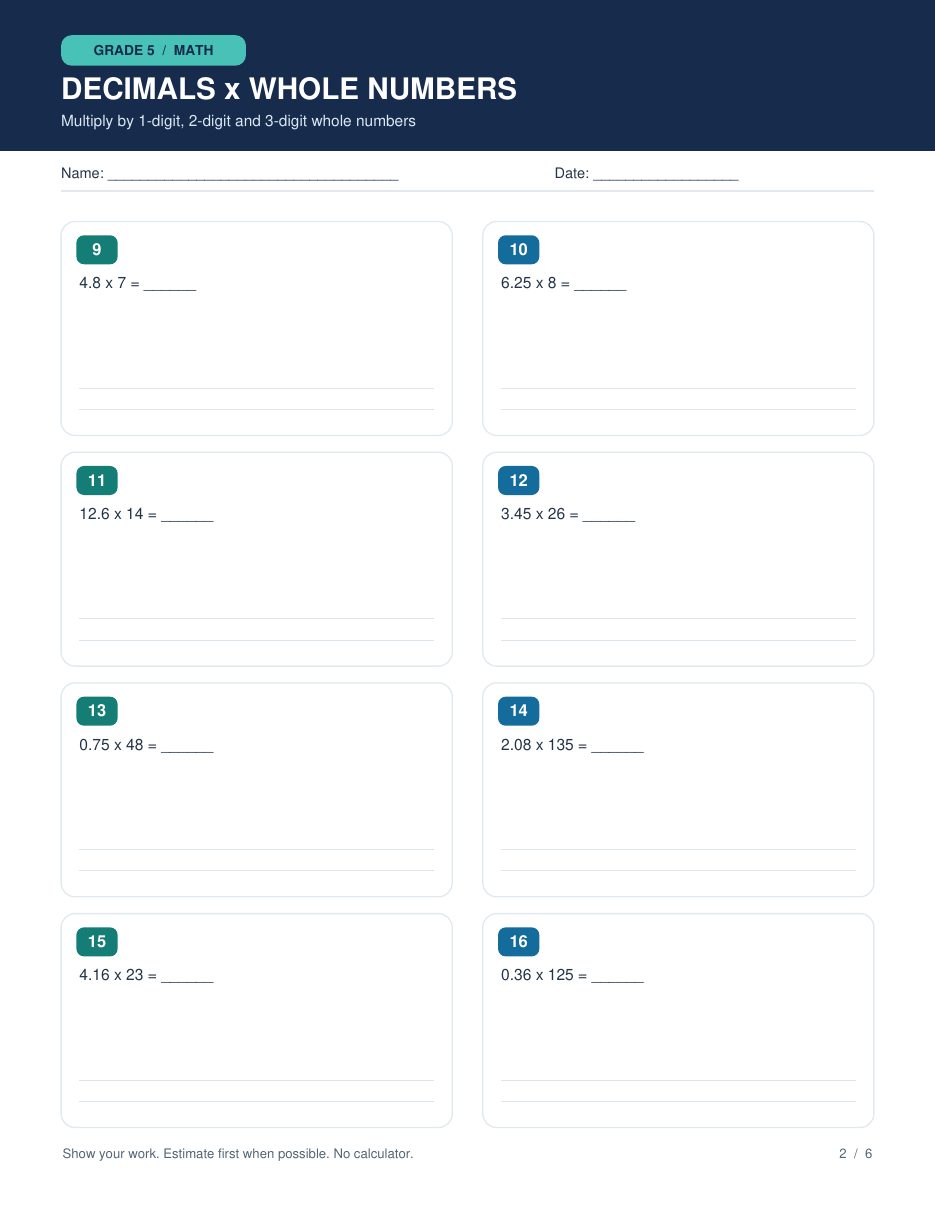 GRADE 5 / MATH
DECIMALS x WHOLE NUMBERS
Multiply by 1-digit, 2-digit and 3-digit whole numbers
Name: ____________________________________ Date: __________________
9
4.8 x 7 = ______
10
6.25 x 8 = ______
11
12.6 x 14 = ______
12
3.45 x 26 = ______
13
0.75 x 48 = ______
14
2.08 x 135 = ______
15
4.16 x 23 = ______
16
0.36 x 125 = ______
Show your work. Estimate first when possible. No calculator.
2 / 6